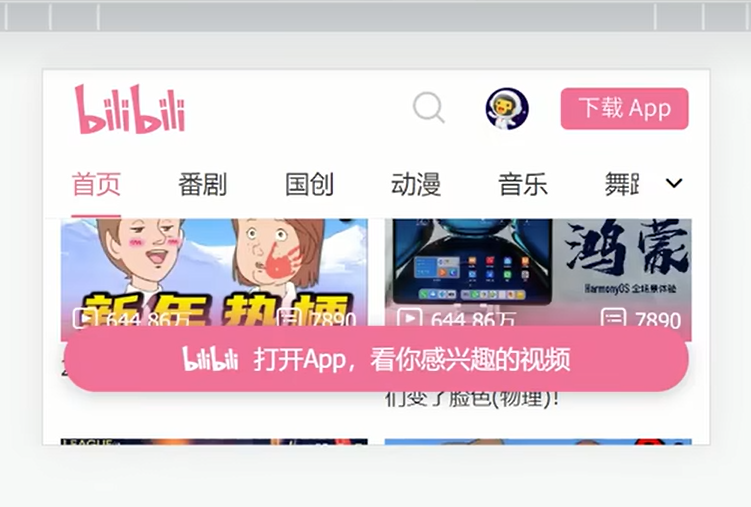 bilibili
下载 App
首页 番剧 国创 动漫 音乐
新年热梗
鸿蒙
HarmonyOS 全场景体验
644.86万 7890 644.86万 7890
bilibili 打开App，看你感兴趣的视频
们变了脸色(物理)！
LEAGUE